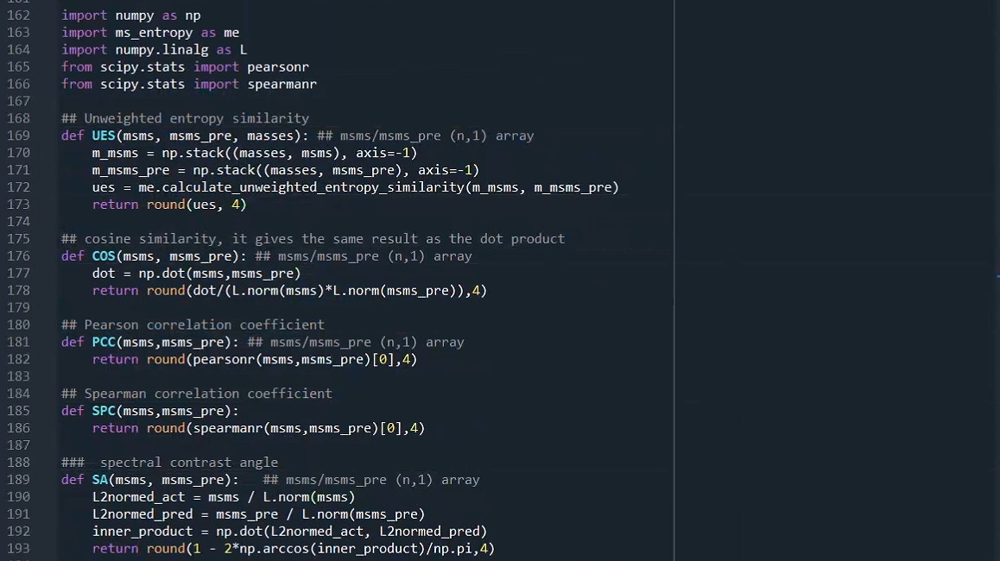 162 import numpy as np
163 import ms_entropy as me
164 import numpy.linalg as L
165 from scipy.stats import pearsonr
166 from scipy.stats import spearmanr
167
168 ## Unweighted entropy similarity
169 def UES(msms, msms_pre, masses): ## msms/msms_pre (n,1) array
170     m_msms = np.stack((masses, msms), axis=-1)
171     m_msms_pre = np.stack((masses, msms_pre), axis=-1)
172     ues = me.calculate_unweighted_entropy_similarity(m_msms, m_msms_pre)
173     return round(ues, 4)
174
175 ## cosine similarity, it gives the same result as the dot product
176 def COS(msms, msms_pre): ## msms/msms_pre (n,1) array
177     dot = np.dot(msms,msms_pre)
178     return round(dot/(L.norm(msms)*L.norm(msms_pre)),4)
179
180 ## Pearson correlation coefficient
181 def PCC(msms,msms_pre): ## msms/msms_pre (n,1) array
182     return round(pearsonr(msms,msms_pre)[0],4)
183
184 ## Spearman correlation coefficient
185 def SPC(msms,msms_pre):
186     return round(spearmanr(msms,msms_pre)[0],4)
187
188 ###  spectral contrast angle
189 def SA(msms, msms_pre):   ## msms/msms_pre (n,1) array
190     L2normed_act = msms / L.norm(msms)
191     L2normed_pred = msms_pre / L.norm(msms_pre)
192     inner_product = np.dot(L2normed_act, L2normed_pred)
193     return round(1 - 2*np.arccos(inner_product)/np.pi,4)